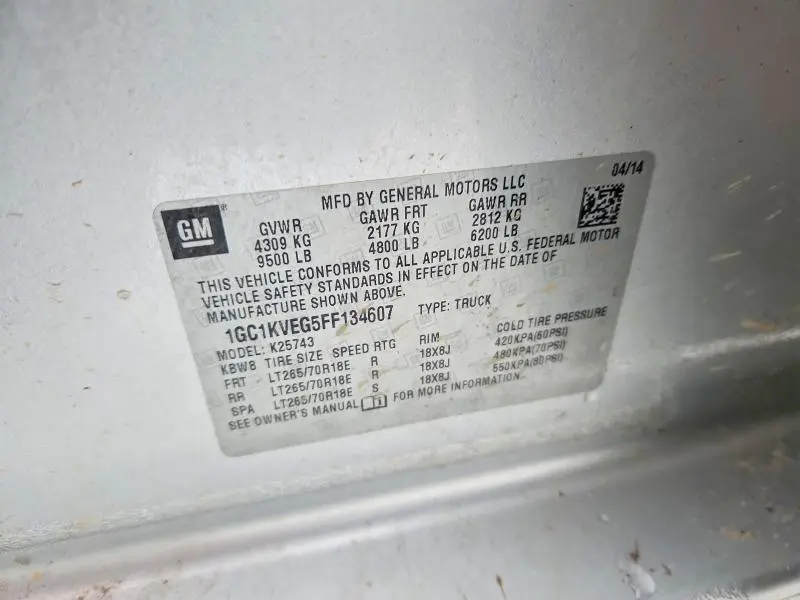 GM®
MFD BY GENERAL MOTORS LLC 04/14
GVWR GAWR FRT GAWR RR
4309 KG 2177 KG 2812 KG
9500 LB 4800 LB 6200 LB
THIS VEHICLE CONFORMS TO ALL APPLICABLE U.S. FEDERAL MOTOR
VEHICLE SAFETY STANDARDS IN EFFECT ON THE DATE OF
MANUFACTURE SHOWN ABOVE.
1GC1KVEG5FF134607 TYPE: TRUCK
MODEL: K25743
KBW8 TIRE SIZE SPEED RTG RIM COLD TIRE PRESSURE
FRT LT265/70R18E R 18X8J 420KPA(60PSI)
RR LT265/70R18E R 18X8J 480KPA(70PSI)
SPA LT265/70R18E S 18X8J 550KPA(80PSI)
SEE OWNER'S MANUAL FOR MORE INFORMATION.